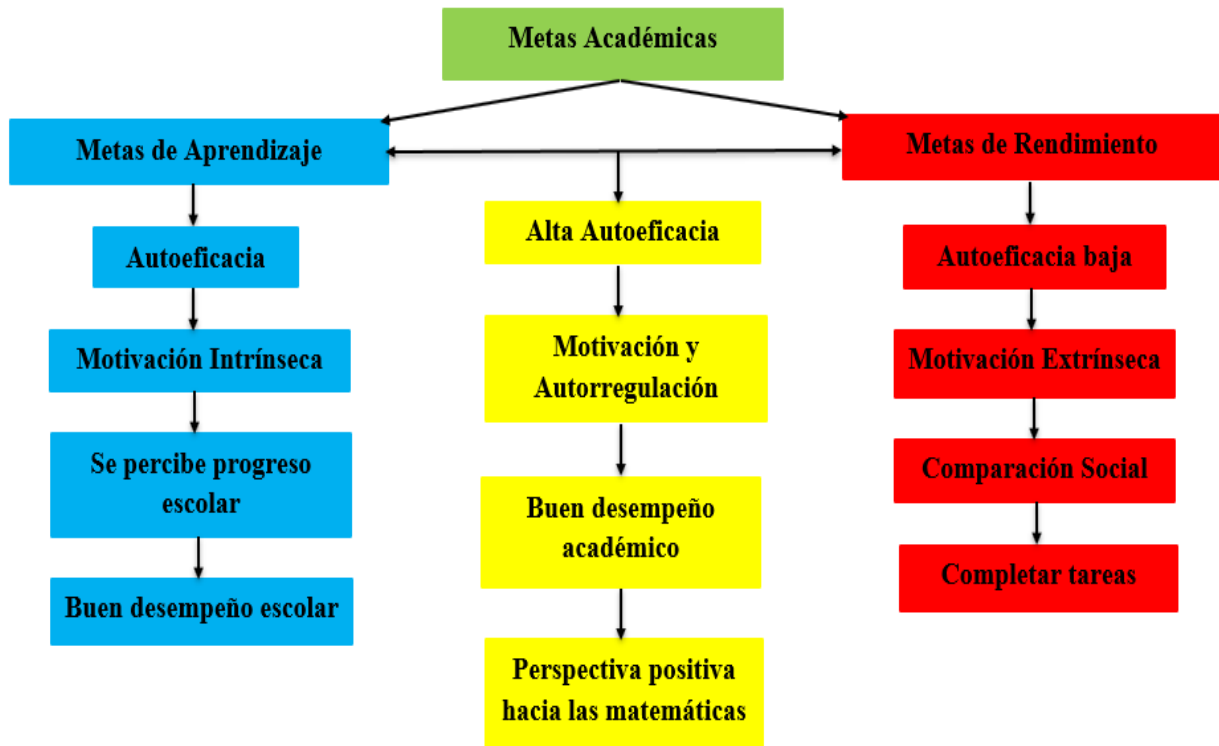 Metas Académicas
Metas de Aprendizaje
Metas de Rendimiento
Autoeficacia
Alta Autoeficacia
Autoeficacia baja
Motivación Intrínseca
Motivación y
Autorregulación
Motivación Extrínseca
Se percibe progreso
escolar
Comparación Social
Buen desempeño
académico
Completar tareas
Buen desempeño escolar
Perspectiva positiva
hacia las matemáticas